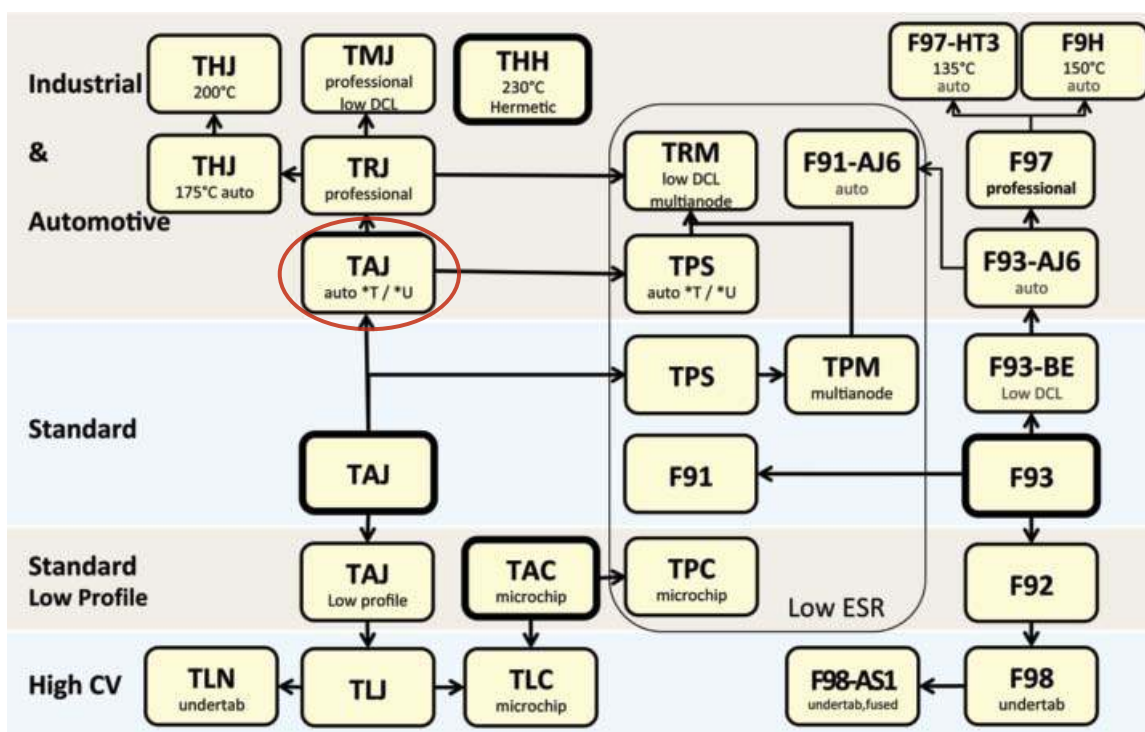 Industrial
&
Automotive
THJ
200°C
TMJ
professional
low DCL
THH
230°C
Hermetic
F97-HT3
135°C
auto
F9H
150°C
auto
THJ
175°C auto
TRJ
professional
TRM
low DCL
multianode
F91-AJ6
auto
F97
professional
TAJ
auto *T / *U
TPS
auto *T / *U
F93-AJ6
auto
Standard
TPS
TPM
multianode
F93-BE
Low DCL
TAJ
F91
F93
Standard
Low Profile
TAJ
Low profile
TAC
microchip
TPC
microchip
Low ESR
F92
High CV
TLN
undertab
TLJ
TLC
microchip
F98-AS1
undertab,fused
F98
undertab